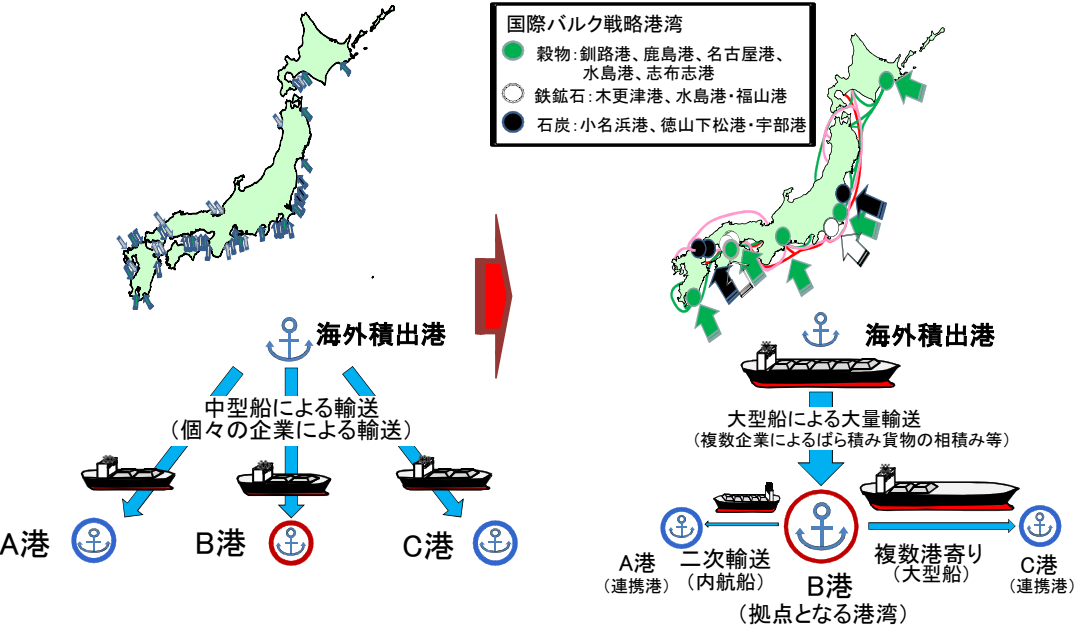 国際バルク戦略港湾
穀物：釧路港、鹿島港、名古屋港、
水島港、志布志港
鉄鉱石：木更津港、水島港・福山港
石炭：小名浜港、徳山下松港・宇部港
海外積出港
中型船による輸送
（個々の企業による輸送）
A港
B港
C港
海外積出港
大型船による大量輸送
（複数企業によるばら積み貨物の相積み等）
A港
（連携港）
二次輸送
（内航船）
B港
（拠点となる港湾）
複数港寄り
（大型船）
C港
（連携港）